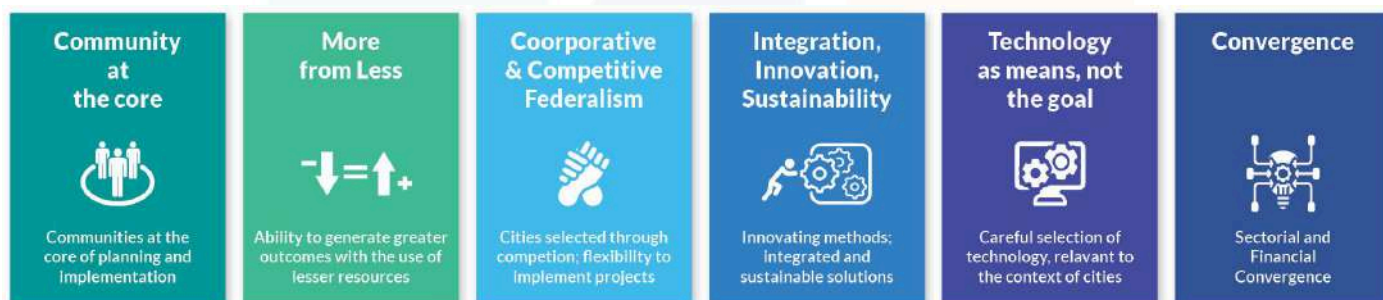 Community
at
the core
Communities at the
core of planning and
implementation
More
from Less
Ability to generate greater
outcomes with the use of
lesser resources
Coorporative
& Competitive
Federalism
Cities selected through
competion; flexibility to
implement projects
Integration,
Innovation,
Sustainability
Innovating methods;
integrated and
sustainable solutions
Technology
as means, not
the goal
Careful selection of
technology, relavant to
the context of cities
Convergence
Sectorial and
Financial
Convergence